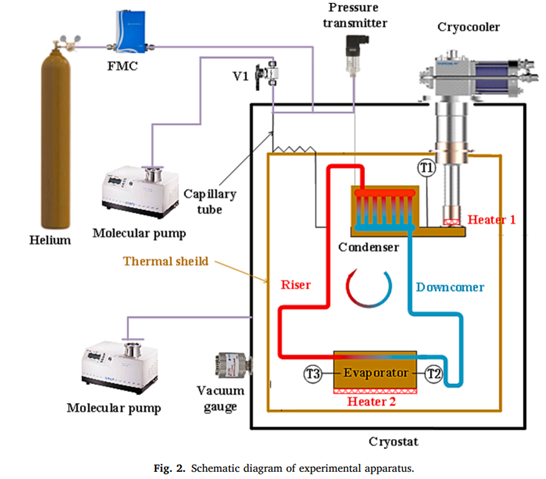 Pressure
transmitter
Cryocooler
FMC
V1
T1
Capillary
tube
Helium
Molecular pump
Heater 1
Condenser
Thermal sheikl
Riser
Downcomer
T3
Evaporator
T2
Heater 2
Vacuum
gauge
Molecular pump
Cryostat
Fig. 2. Schematic diagram of experimental apparatus.